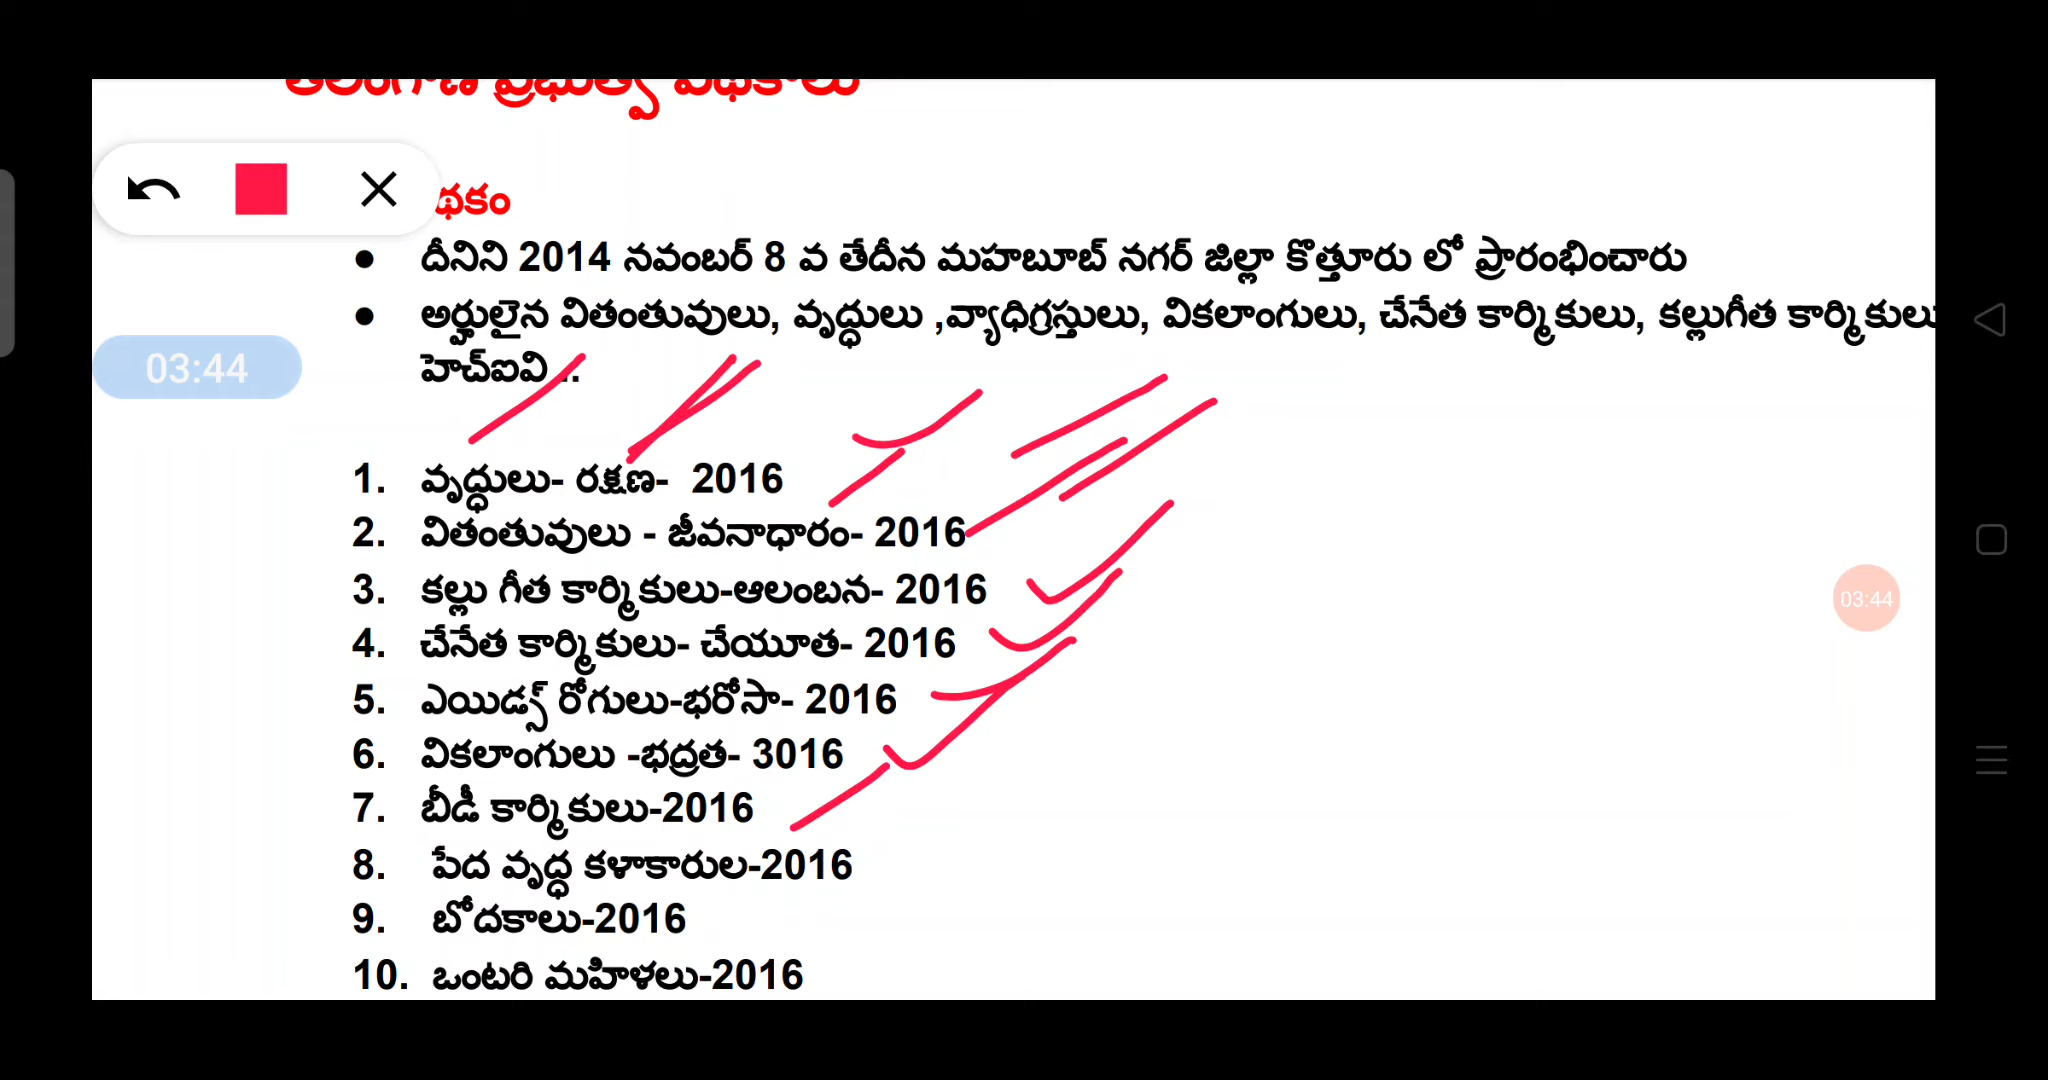 తెలంగాణ ప్రభుత్వ పథకాలు
థకం
● దీనిని 2014 నవంబర్ 8 వ తేదీన మహబూబ్ నగర్ జిల్లా కొత్తూరు లో ప్రారంభించారు
● అర్హులైన వితంతువులు, వృద్ధులు ,వ్యాధిగ్రస్తులు, వికలాంగులు, చేనేత కార్మికులు, కల్లుగీత కార్మికులు
హెచ్ఐవి ..
03:44
1. వృద్ధులు- రక్షణ- 2016
2. వితంతువులు - జీవనాధారం- 2016
3. కల్లు గీత కార్మికులు-ఆలంబన- 2016
03:44
4. చేనేత కార్మికులు- చేయూత- 2016
5. ఎయిడ్స్ రోగులు-భరోసా- 2016
6. వికలాంగులు -భద్రత- 3016
7. బీడీ కార్మికులు-2016
8. పేద వృద్ధ కళాకారుల-2016
9. బోదకాలు-2016
10. ఒంటరి మహిళలు-2016